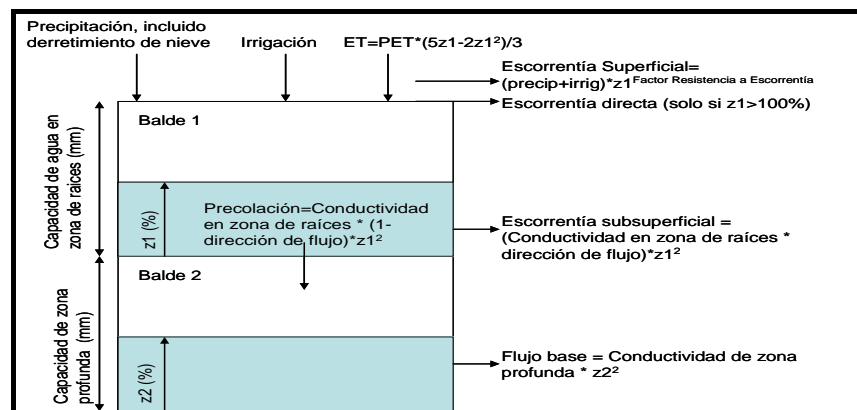 Precipitación, incluido
derretimiento de nieve
Irrigación
ET=PET*(5z1-2z1²)/3
Escorrentía Superficial=
(precip+irrig)*z1^Factor Resistencia a Escorrentía
Escorrentía directa (solo si z1>100%)
Balde 1
Capacidad de agua en
zona de raices (mm)
z1 (%)
Precolación=Conductividad
en zona de raíces * (1-
dirección de flujo)*z1²
Escorrentía subsuperficial =
(Conductividad en zona de raíces *
dirección de flujo)*z1²
Balde 2
Capacidad de zona
profunda (mm)
z2 (%)
Flujo base = Conductividad de zona
profunda * z2²